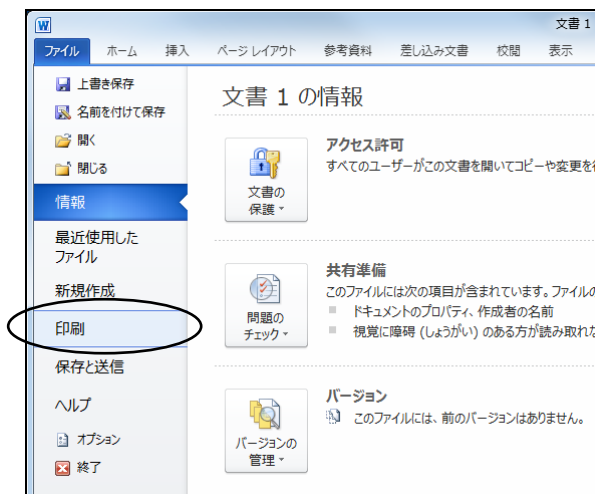 文書 1
ファイル ホーム 挿入 ページ レイアウト 参考資料 差し込み文書 校閲 表示
上書き保存
名前を付けて保存
開く
閉じる
情報
最近使用した
ファイル
新規作成
印刷
保存と送信
ヘルプ
オプション
終了
文書 1 の情報
文書の
保護
アクセス許可
すべてのユーザーがこの文書を開いてコピーや変更を
問題の
チェック
共有準備
このファイルには次の項目が含まれています。ファイルの
ドキュメントのプロパティ、作成者の名前
視覚に障碍 (しょうがい) のある方が読み取れな
バージョンの
管理
バージョン
このファイルには、前のバージョンはありません。